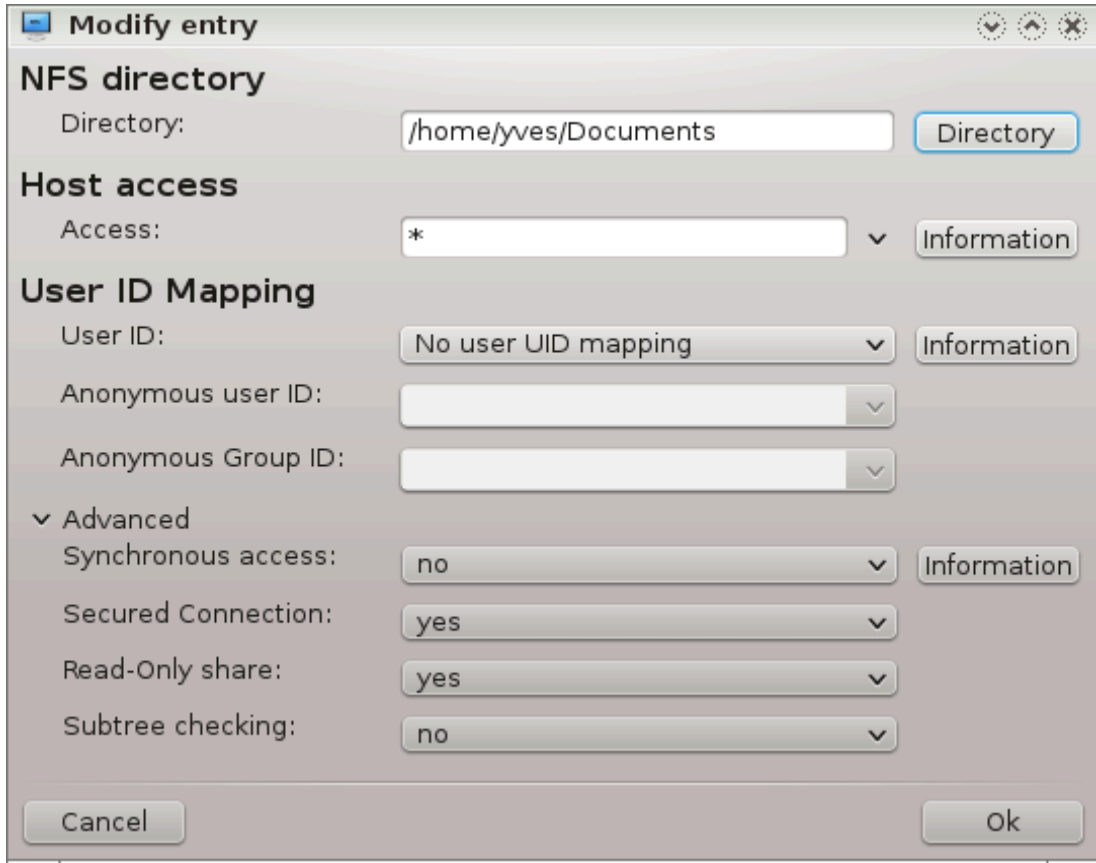 Modify entry
NFS directory
Directory: /home/yves/Documents Directory
Host access
Access: * Information
User ID Mapping
User ID: No user UID mapping Information
Anonymous user ID:
Anonymous Group ID:
Advanced
Synchronous access: no Information
Secured Connection: yes
Read-Only share: yes
Subtree checking: no
Cancel Ok